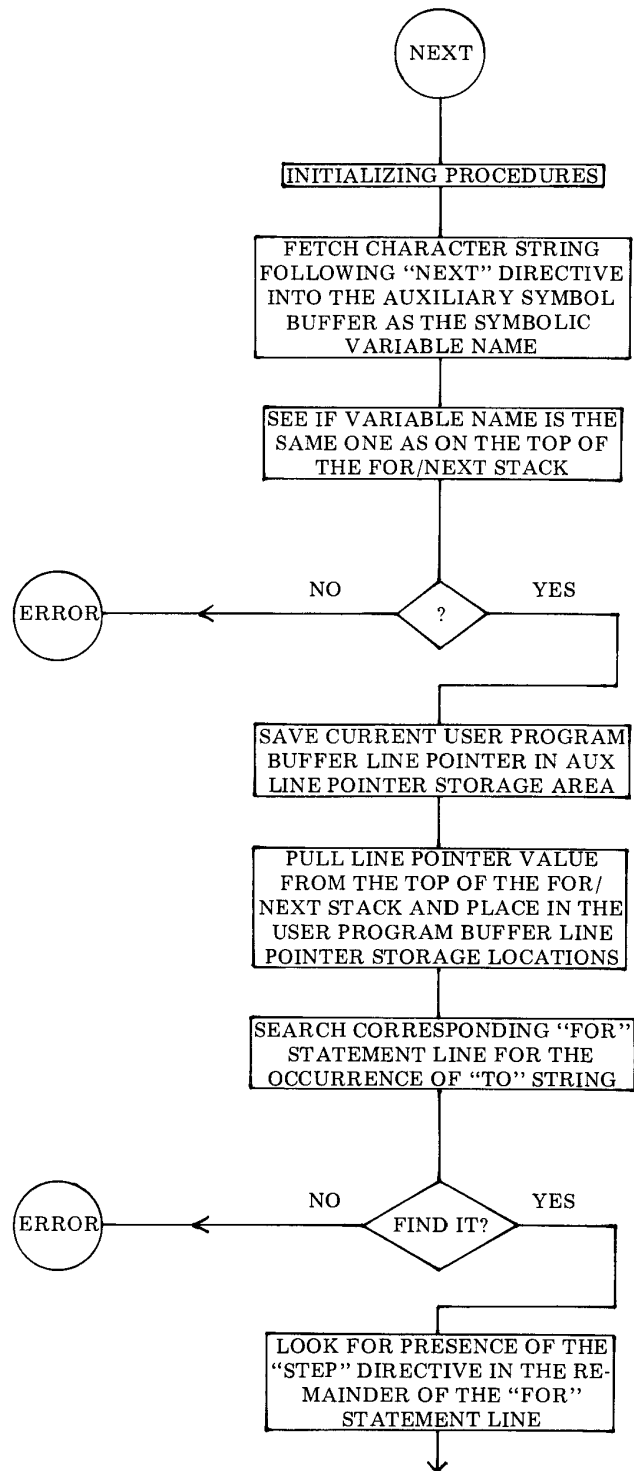 NEXT
INITIALIZING PROCEDURES
FETCH CHARACTER STRING
FOLLOWING “NEXT” DIRECTIVE
INTO THE AUXILIARY SYMBOL
BUFFER AS THE SYMBOLIC
VARIABLE NAME
SEE IF VARIABLE NAME IS THE
SAME ONE AS ON THE TOP OF
THE FOR/NEXT STACK
NO
YES
ERROR
?
SAVE CURRENT USER PROGRAM
BUFFER LINE POINTER IN AUX
LINE POINTER STORAGE AREA
PULL LINE POINTER VALUE
FROM THE TOP OF THE FOR/
NEXT STACK AND PLACE IN THE
USER PROGRAM BUFFER LINE
POINTER STORAGE LOCATIONS
SEARCH CORRESPONDING “FOR”
STATEMENT LINE FOR THE
OCCURRENCE OF “TO” STRING
NO
YES
ERROR
FIND IT?
LOOK FOR PRESENCE OF THE
“STEP” DIRECTIVE IN THE RE-
MAINDER OF THE “FOR”
STATEMENT LINE